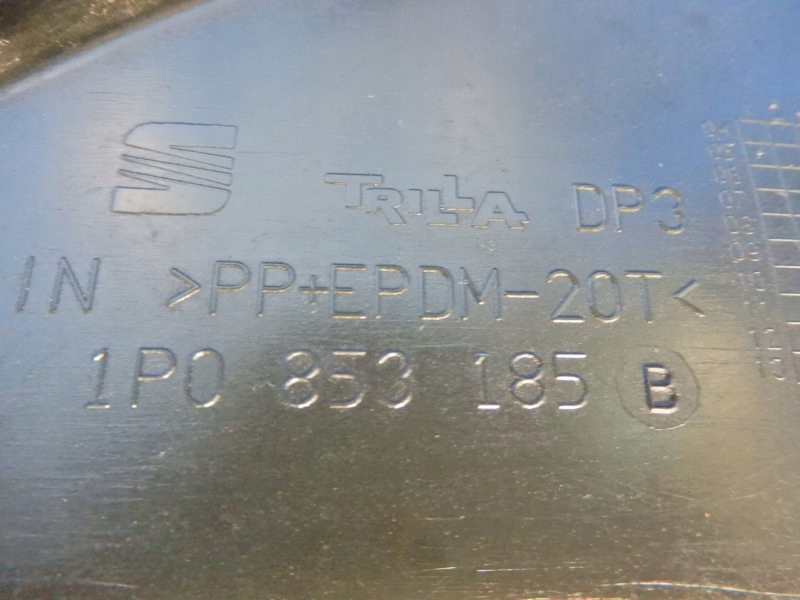 TRILLA DP3
IN >PP+EPDM-20T<
1P0 853 185 B